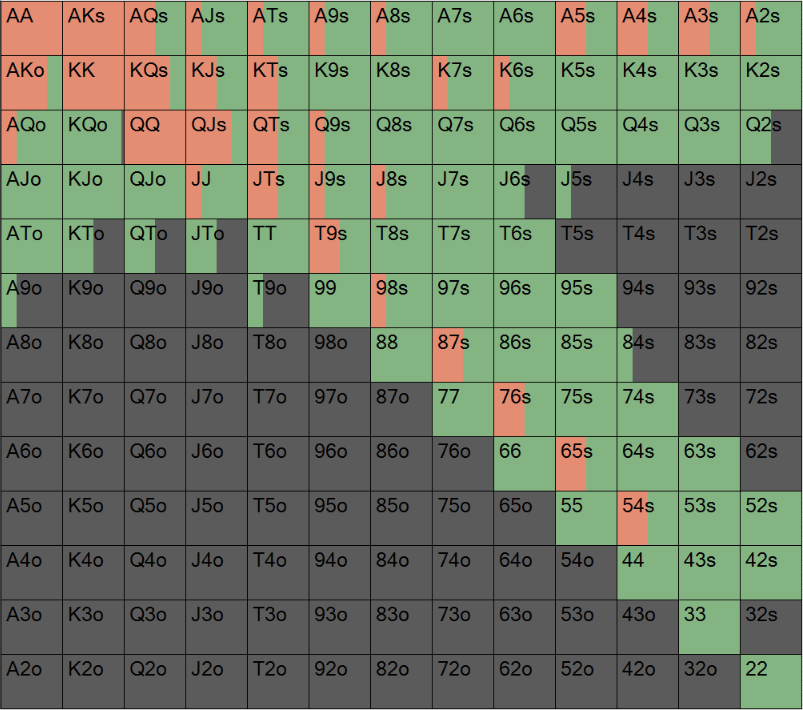 AA AKs AQs AJs ATs A9s A8s A7s A6s A5s A4s A3s A2s
AKo KK KQs KJs KTs K9s K8s K7s K6s K5s K4s K3s K2s
AQo KQo QQ QJs QTs Q9s Q8s Q7s Q6s Q5s Q4s Q3s Q2s
AJo KJo QJo JJ JTs J9s J8s J7s J6s J5s J4s J3s J2s
ATo KTo QTo JTo TT T9s T8s T7s T6s T5s T4s T3s T2s
A9o K9o Q9o J9o T9o 99 98s 97s 96s 95s 94s 93s 92s
A8o K8o Q8o J8o T8o 98o 88 87s 86s 85s 84s 83s 82s
A7o K7o Q7o J7o T7o 97o 87o 77 76s 75s 74s 73s 72s
A6o K6o Q6o J6o T6o 96o 86o 76o 66 65s 64s 63s 62s
A5o K5o Q5o J5o T5o 95o 85o 75o 65o 55 54s 53s 52s
A4o K4o Q4o J4o T4o 94o 84o 74o 64o 54o 44 43s 42s
A3o K3o Q3o J3o T3o 93o 83o 73o 63o 53o 43o 33 32s
A2o K2o Q2o J2o T2o 92o 82o 72o 62o 52o 42o 32o 22